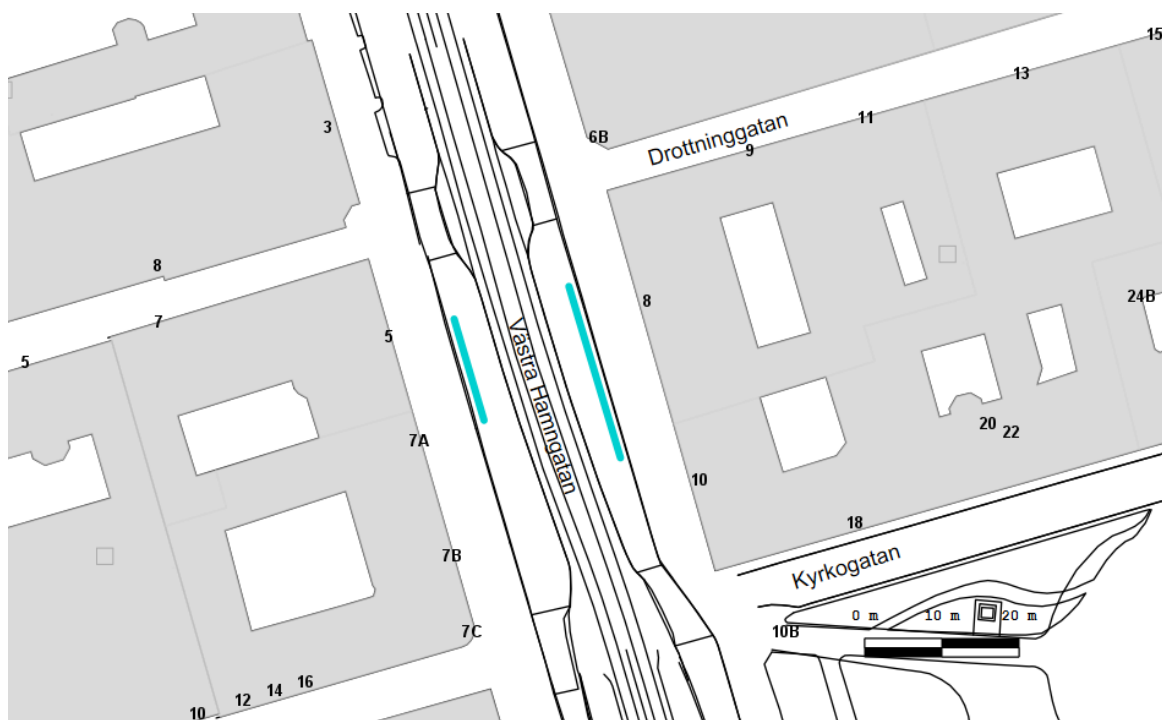 15
13
11
Drottninggatan
9
6B
3
8
7
5
5
8
24B
Västra Hamngatan
7A
20
22
10
18
7B
Kyrkogatan
0 m 10 m 20 m
10B
7C
16
14
12
10